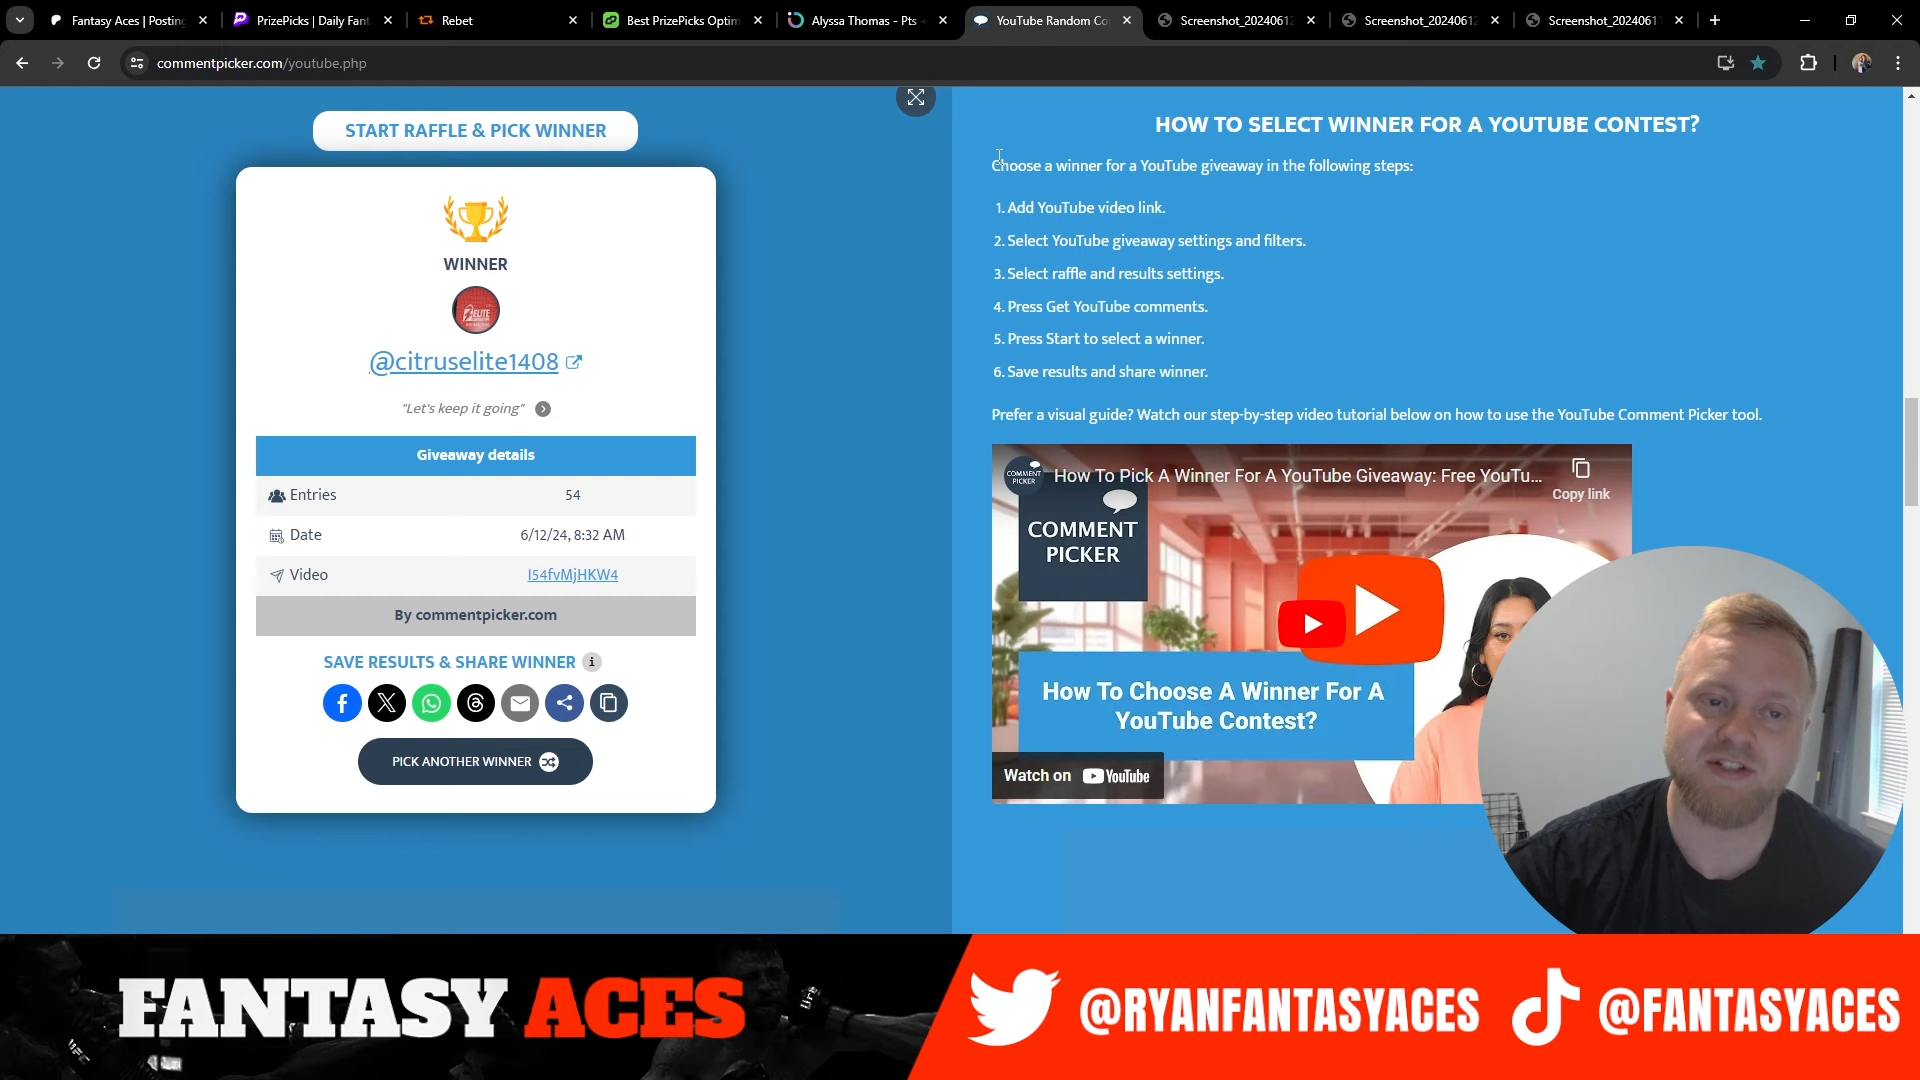 Fantasy Aces | Posting
PrizePicks | Daily Fant
Rebet
Best PrizePicks Optim
Alyssa Thomas - Pts
YouTube Random Co
Screenshot_20240612
Screenshot_20240612
Screenshot_2024061
commentpicker.com/youtube.php
START RAFFLE & PICK WINNER
WINNER
@citruselite1408
"Let's keep it going"
Giveaway details
Entries 54
Date 6/12/24, 8:32 AM
Video I54fvMjHKW4
By commentpicker.com
SAVE RESULTS & SHARE WINNER
PICK ANOTHER WINNER
HOW TO SELECT WINNER FOR A YOUTUBE CONTEST?
Choose a winner for a YouTube giveaway in the following steps:
1. Add YouTube video link.
2. Select YouTube giveaway settings and filters.
3. Select raffle and results settings.
4. Press Get YouTube comments.
5. Press Start to select a winner.
6. Save results and share winner.
Prefer a visual guide? Watch our step-by-step video tutorial below on how to use the YouTube Comment Picker tool.
COMMENT
PICKER
How To Pick A Winner For A YouTube Giveaway: Free YouTu...
Copy link
COMMENT
PICKER
How To Choose A Winner For A
YouTube Contest?
Watch on YouTube
FANTASY ACES
@RYANFANTASYACES
@FANTASYACES